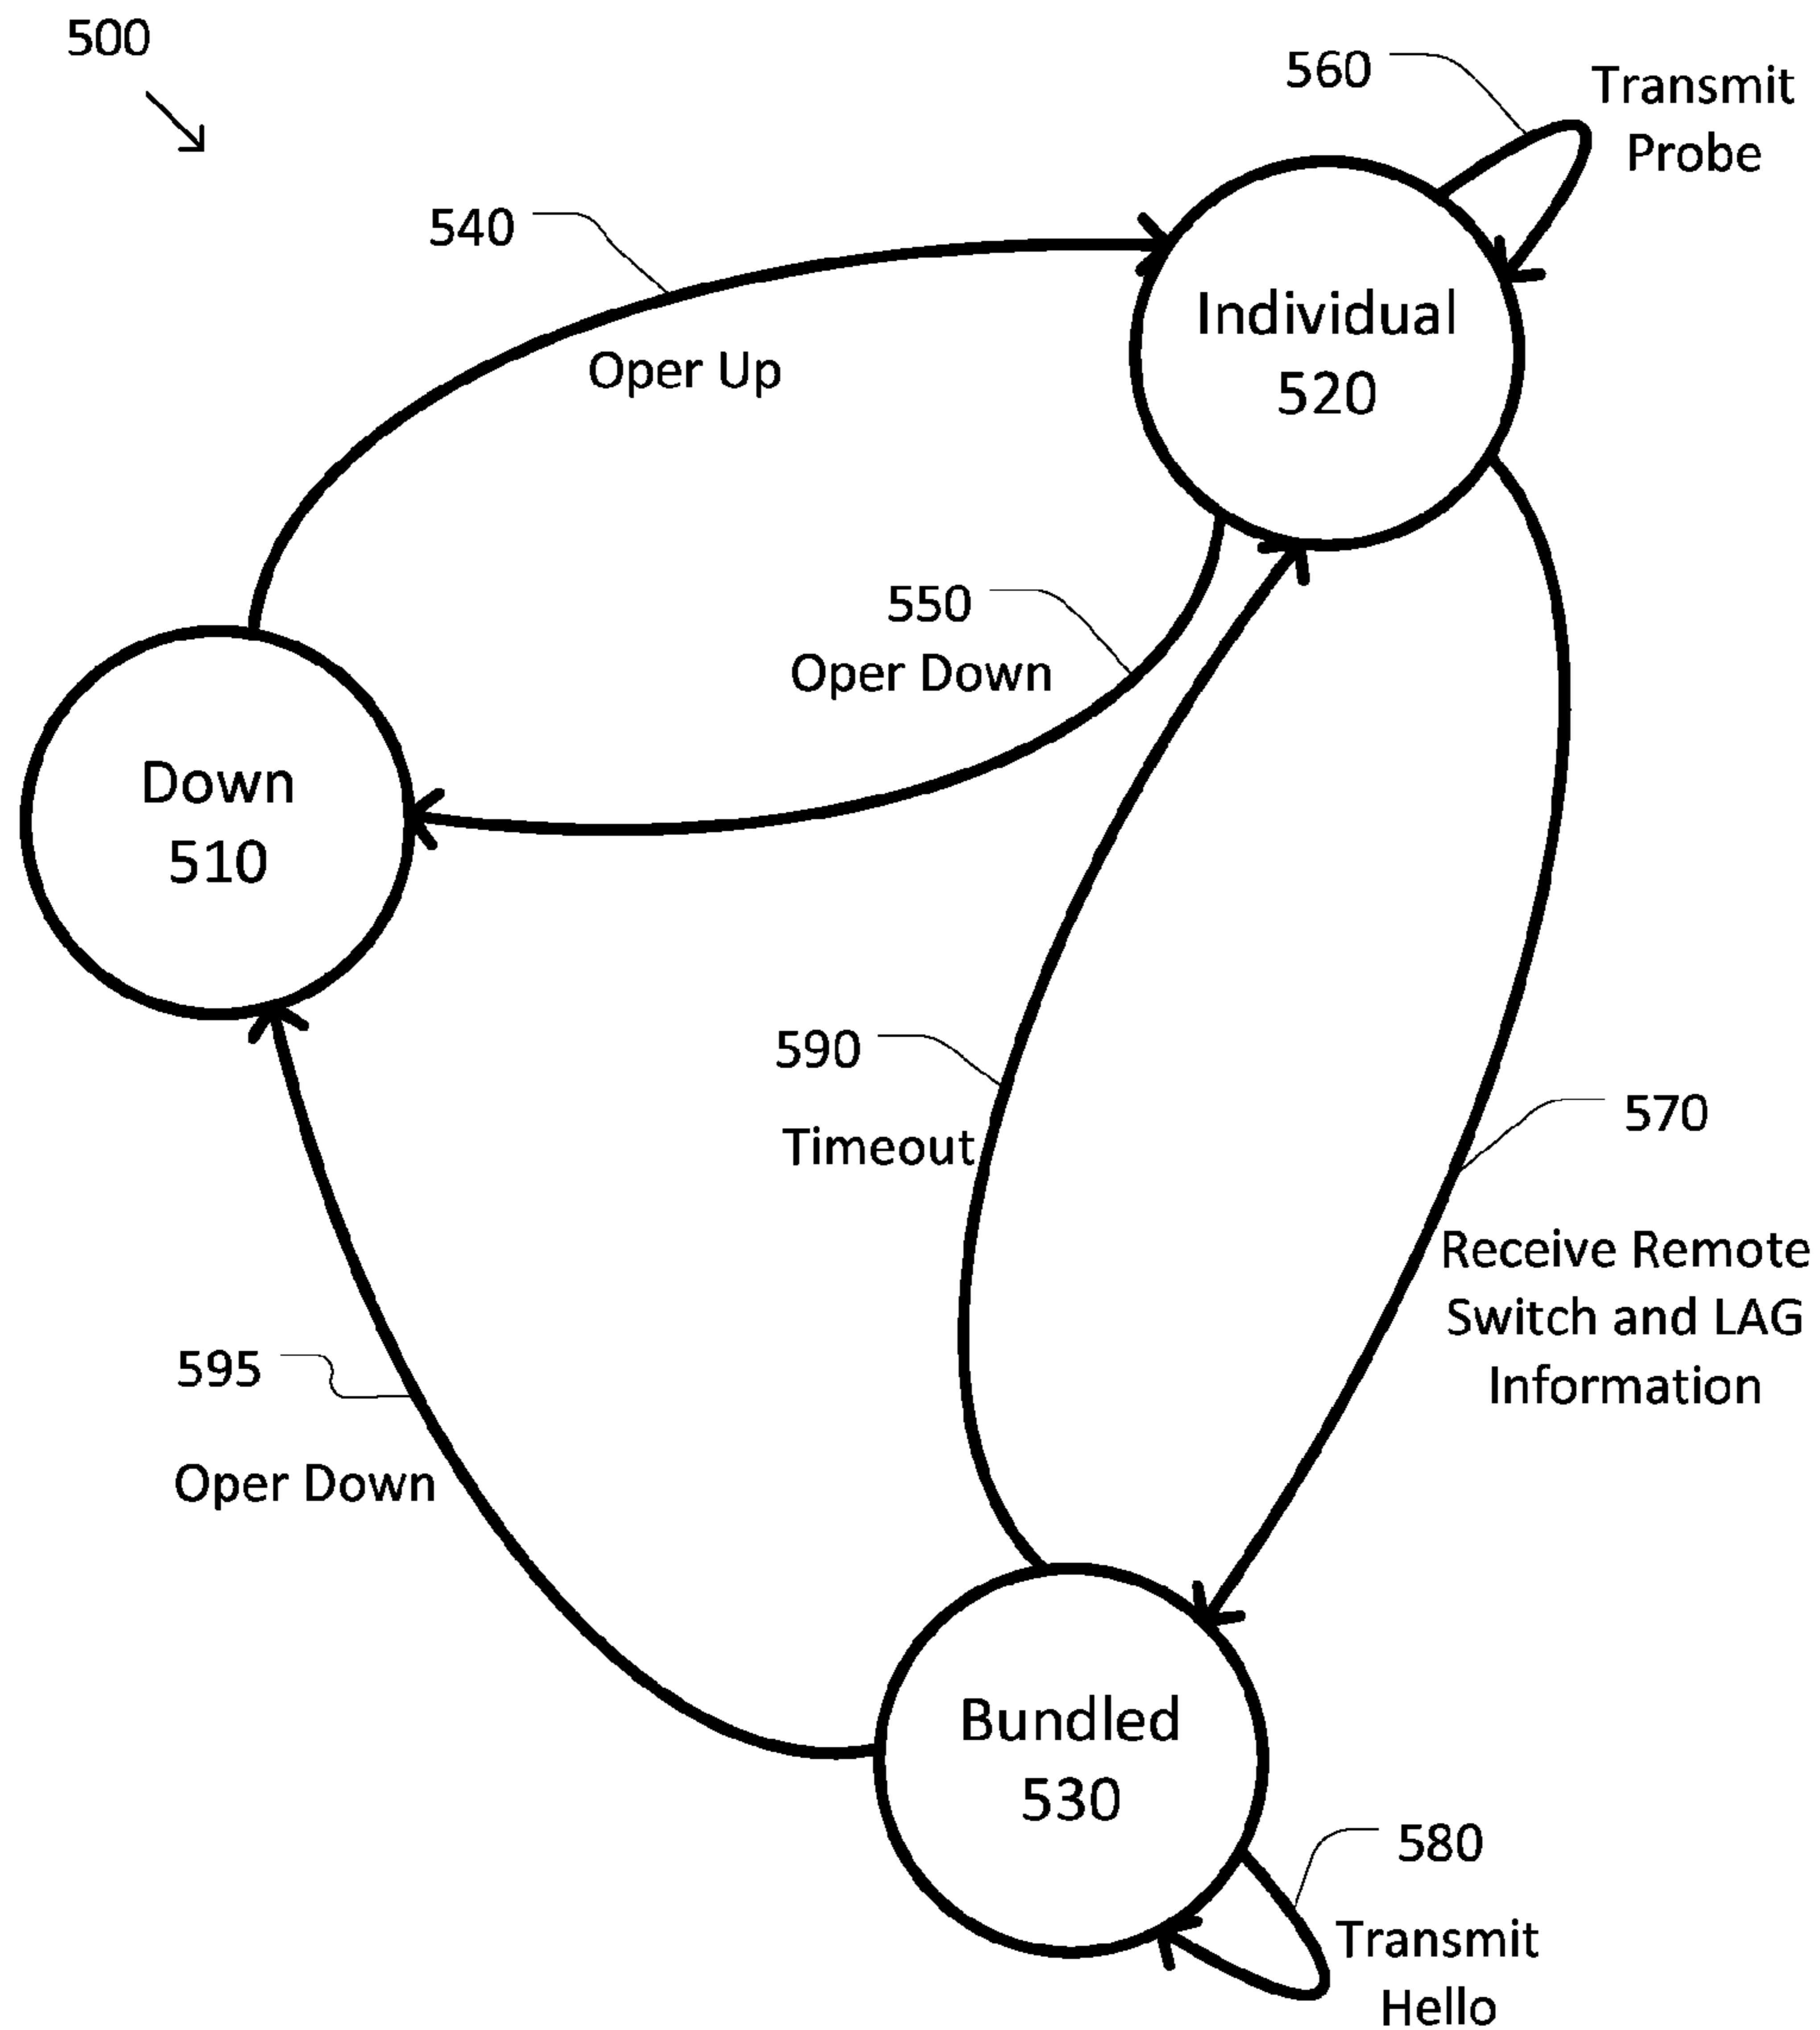 500
560
Transmit
Probe
540
Individual
520
Oper Up
550
Oper Down
Down
510
590
Timeout
570
Receive Remote
Switch and LAG
Information
595
Oper Down
Bundled
530
580
Transmit
Hello